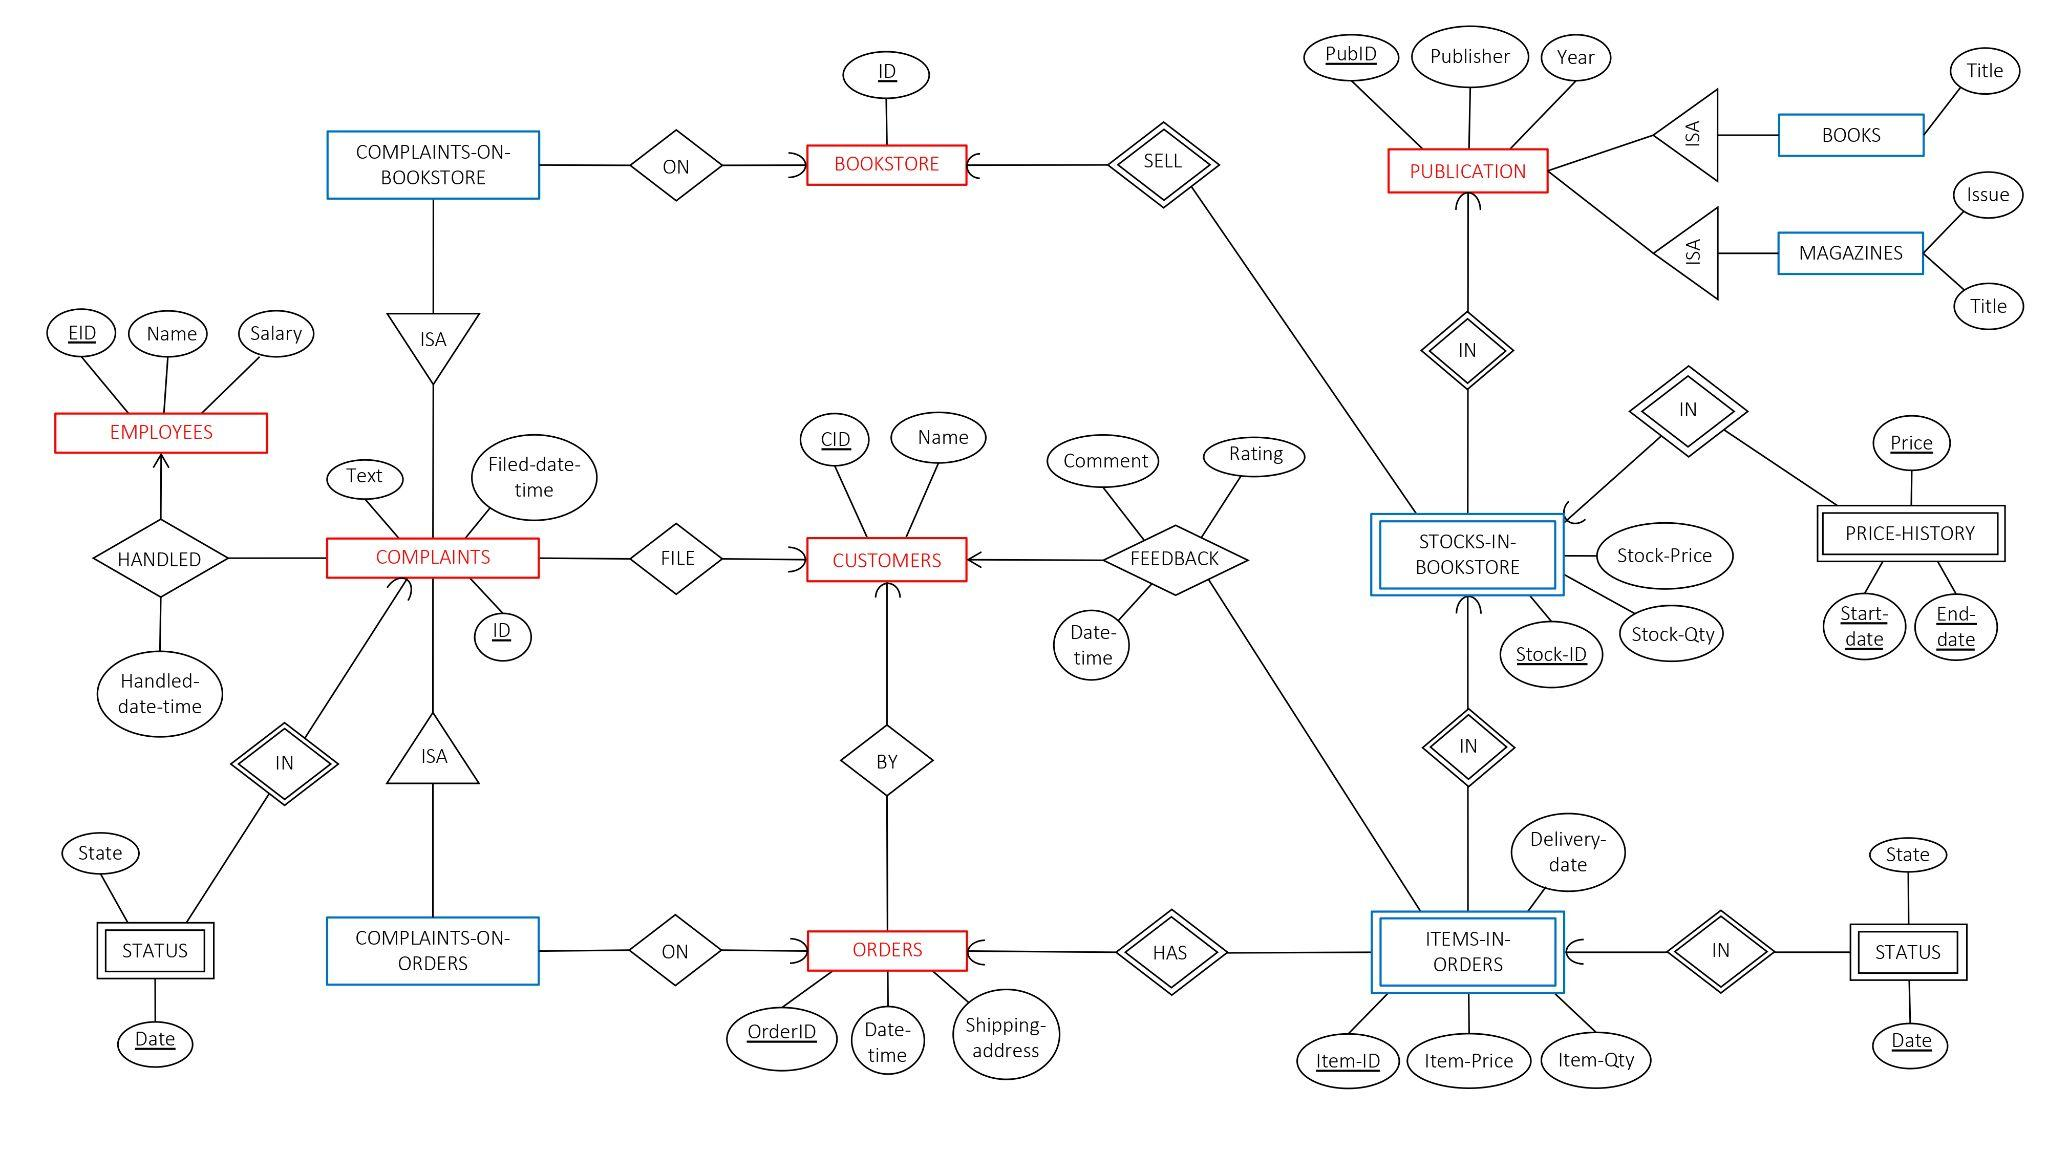 ID
PubID
Publisher
Year
Title
COMPLAINTS-ON-
BOOKSTORE
ON
BOOKSTORE
SELL
PUBLICATION
ISA
BOOKS
Issue
ISA
MAGAZINES
Title
EID
Name
Salary
ISA
IN
EMPLOYEES
CID
Name
Comment
Rating
IN
Price
Text
Filed-date-
time
HANDLED
COMPLAINTS
FILE
CUSTOMERS
FEEDBACK
STOCKS-IN-
BOOKSTORE
Stock-Price
PRICE-HISTORY
ID
Date-
time
Stock-ID
Stock-Qty
Start-
date
End-
date
Handled-
date-time
IN
ISA
BY
IN
State
Delivery-
date
State
STATUS
COMPLAINTS-ON-
ORDERS
ON
ORDERS
HAS
ITEMS-IN-
ORDERS
IN
STATUS
Date
OrderID
Date-
time
Shipping-
address
Item-ID
Item-Price
Item-Qty
Date